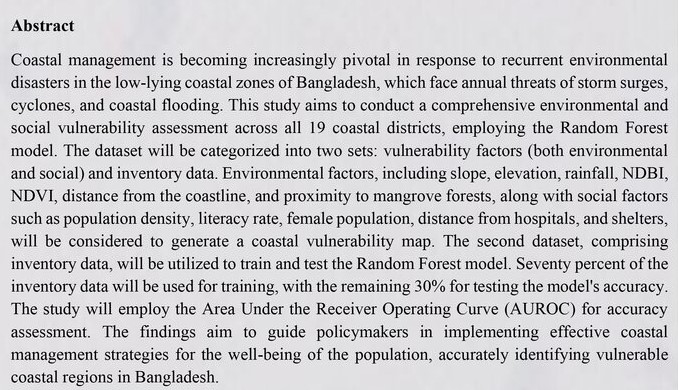 Abstract
Coastal management is becoming increasingly pivotal in response to recurrent environmental
disasters in the low-lying coastal zones of Bangladesh, which face annual threats of storm surges,
cyclones, and coastal flooding. This study aims to conduct a comprehensive environmental and
social vulnerability assessment across all 19 coastal districts, employing the Random Forest
model. The dataset will be categorized into two sets: vulnerability factors (both environmental
and social) and inventory data. Environmental factors, including slope, elevation, rainfall, NDBI,
NDVI, distance from the coastline, and proximity to mangrove forests, along with social factors
such as population density, literacy rate, female population, distance from hospitals, and shelters,
will be considered to generate a coastal vulnerability map. The second dataset, comprising
inventory data, will be utilized to train and test the Random Forest model. Seventy percent of the
inventory data will be used for training, with the remaining 30% for testing the model's accuracy.
The study will employ the Area Under the Receiver Operating Curve (AUROC) for accuracy
assessment. The findings aim to guide policymakers in implementing effective coastal
management strategies for the well-being of the population, accurately identifying vulnerable
coastal regions in Bangladesh.